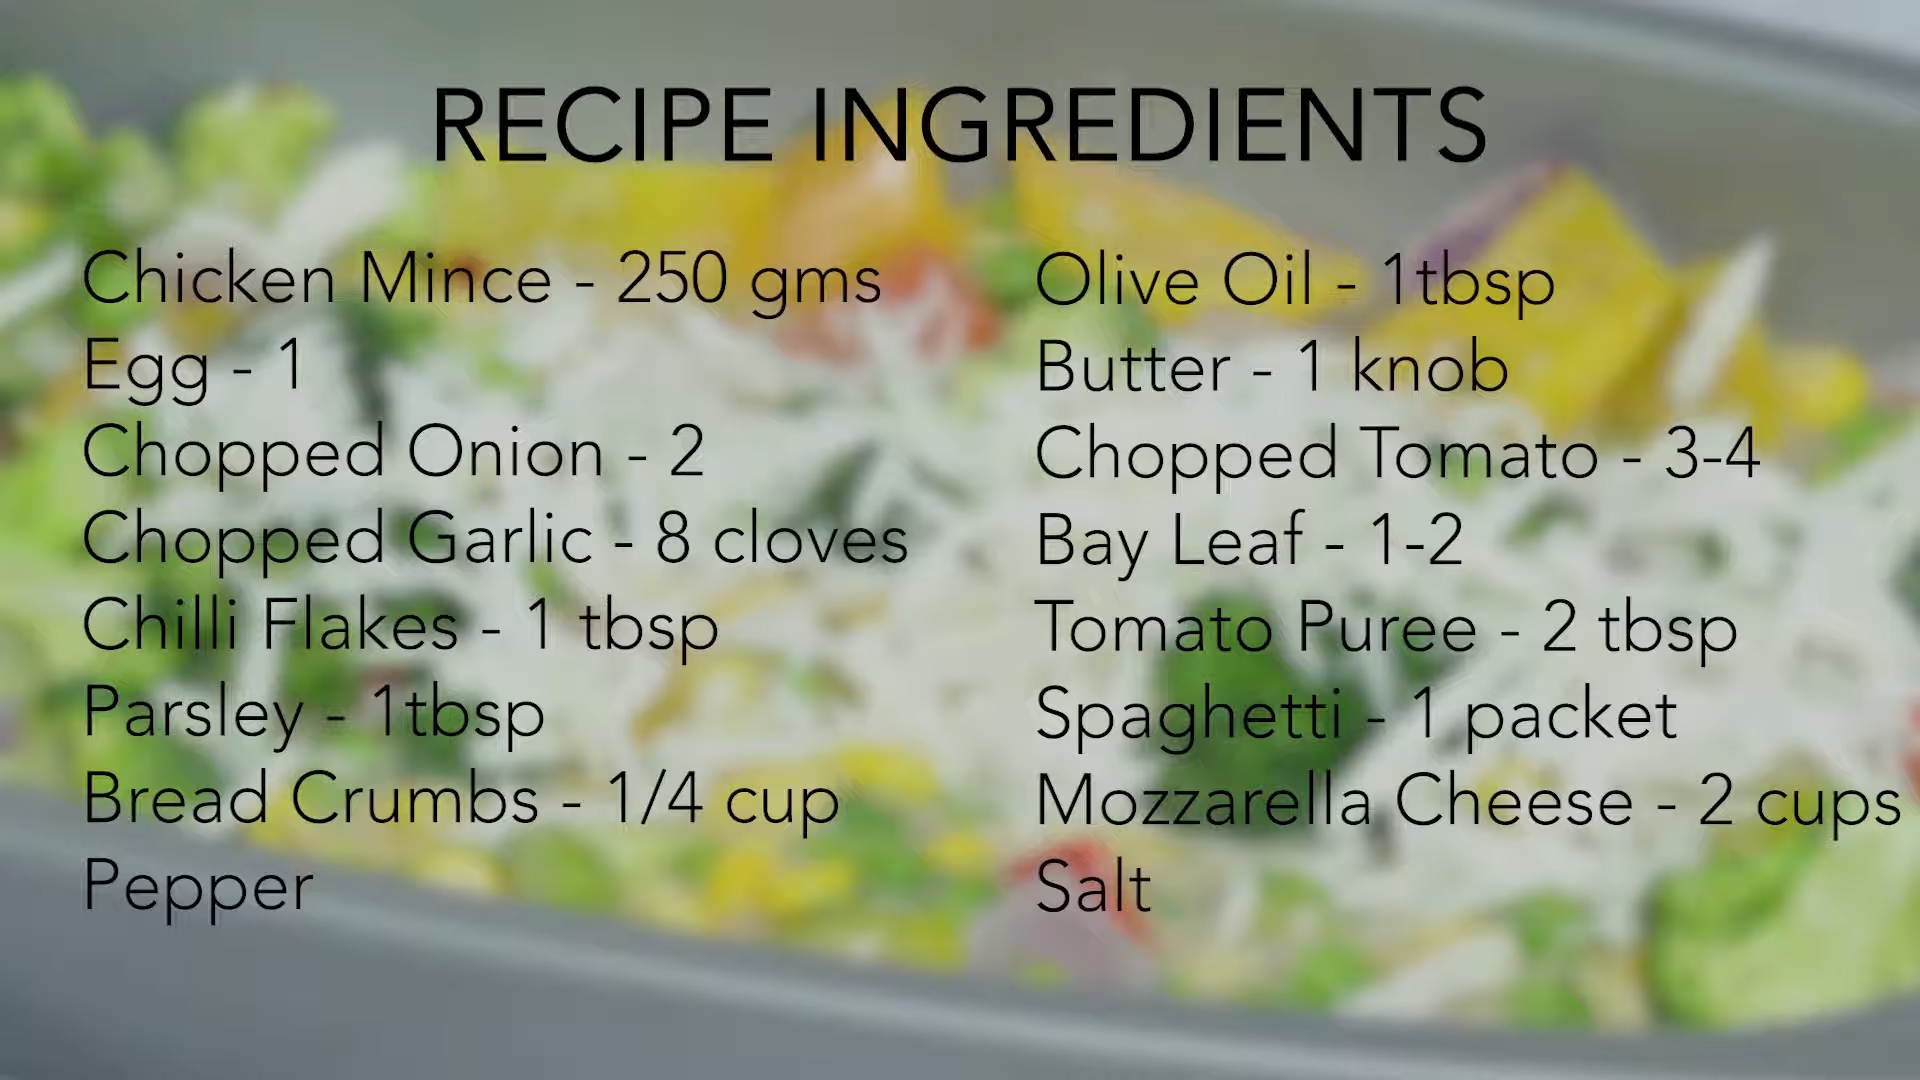 RECIPE INGREDIENTS
Chicken Mince - 250 gms
Egg - 1
Chopped Onion - 2
Chopped Garlic - 8 cloves
Chilli Flakes - 1 tbsp
Parsley - 1tbsp
Bread Crumbs - 1/4 cup
Pepper
Olive Oil - 1tbsp
Butter - 1 knob
Chopped Tomato - 3-4
Bay Leaf - 1-2
Tomato Puree - 2 tbsp
Spaghetti - 1 packet
Mozzarella Cheese - 2 cups
Salt